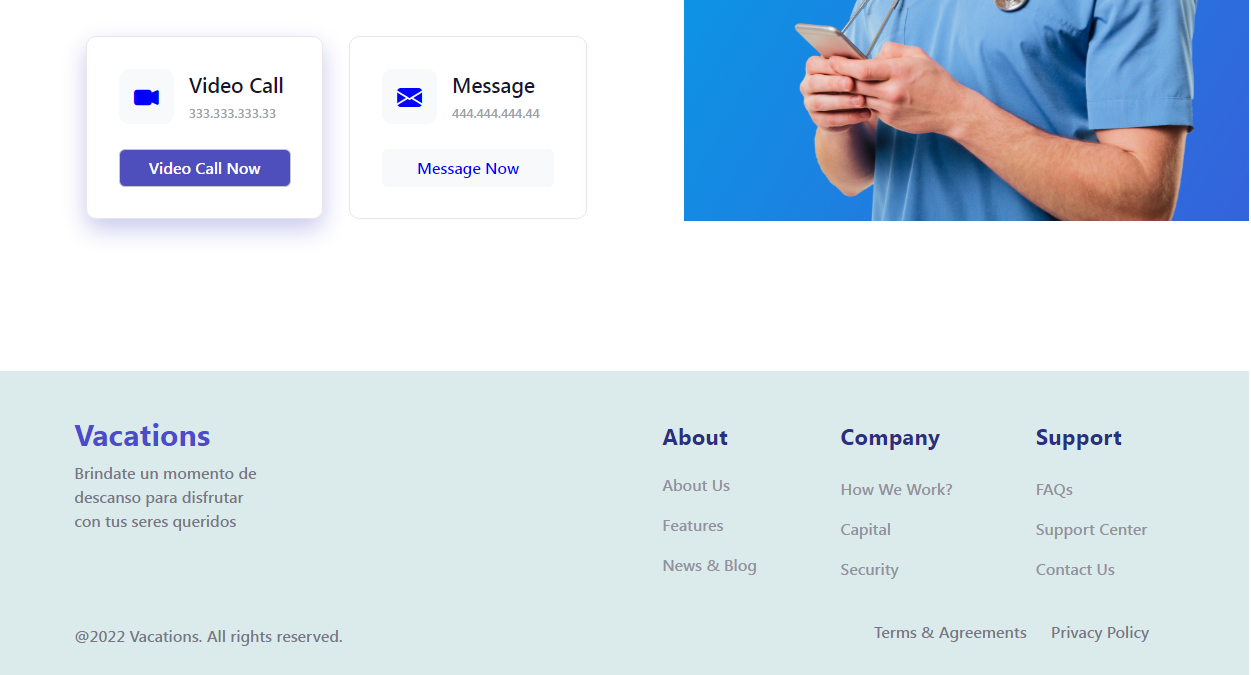 Video Call
333.333.333.33
Video Call Now
Message
444.444.444.44
Message Now
Vacations
Brindate un momento de
descanso para disfrutar
con tus seres queridos
About
About Us
Features
News & Blog
Company
How We Work?
Capital
Security
Support
FAQs
Support Center
Contact Us
@2022 Vacations. All rights reserved.
Terms & Agreements
Privacy Policy